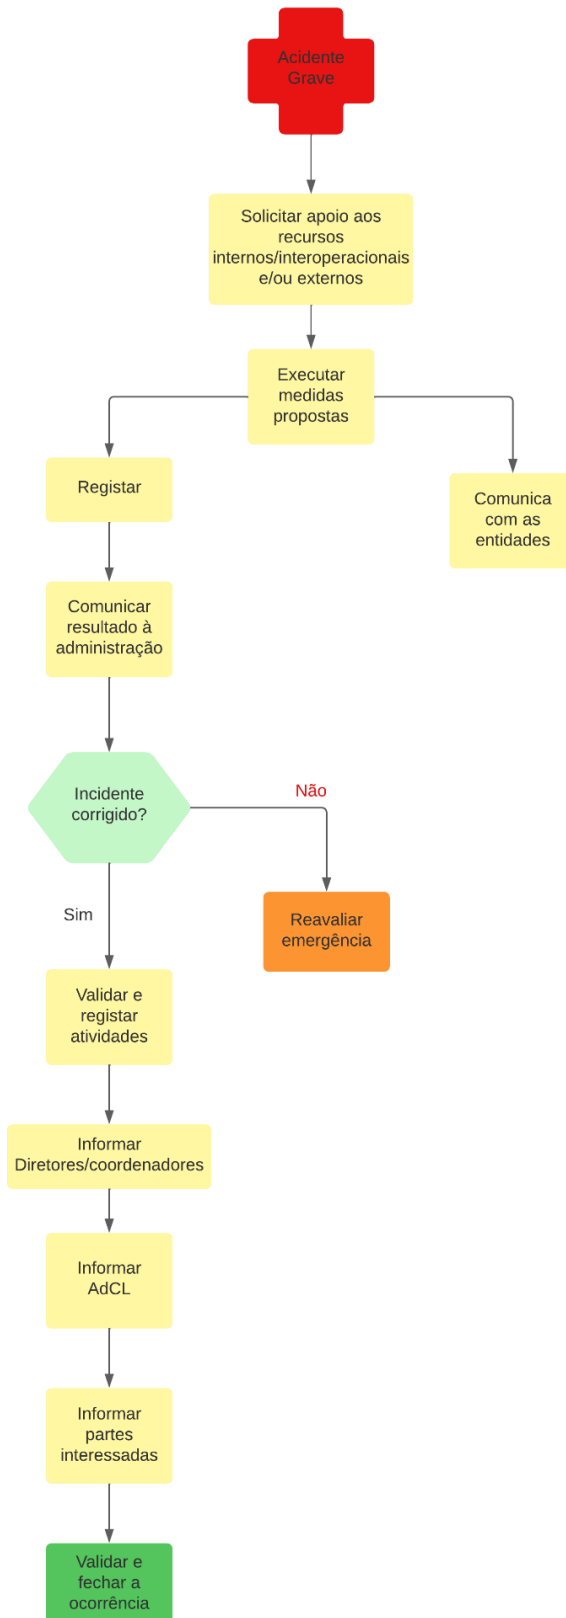 Acidente
Grave
Solicitar apoio aos
recursos
internos/interoperacionais
e/ou externos
Executar
medidas
propostas
Registar
Comunica
com as
entidades
Comunicar
resultado à
administração
Incidente
corrigido?
Não
Sim
Reavaliar
emergência
Validar e
registar
atividades
Informar
Diretores/coordenadores
Informar
AdCL
Informar
partes
interessadas
Validar e
fechar a
ocorrência